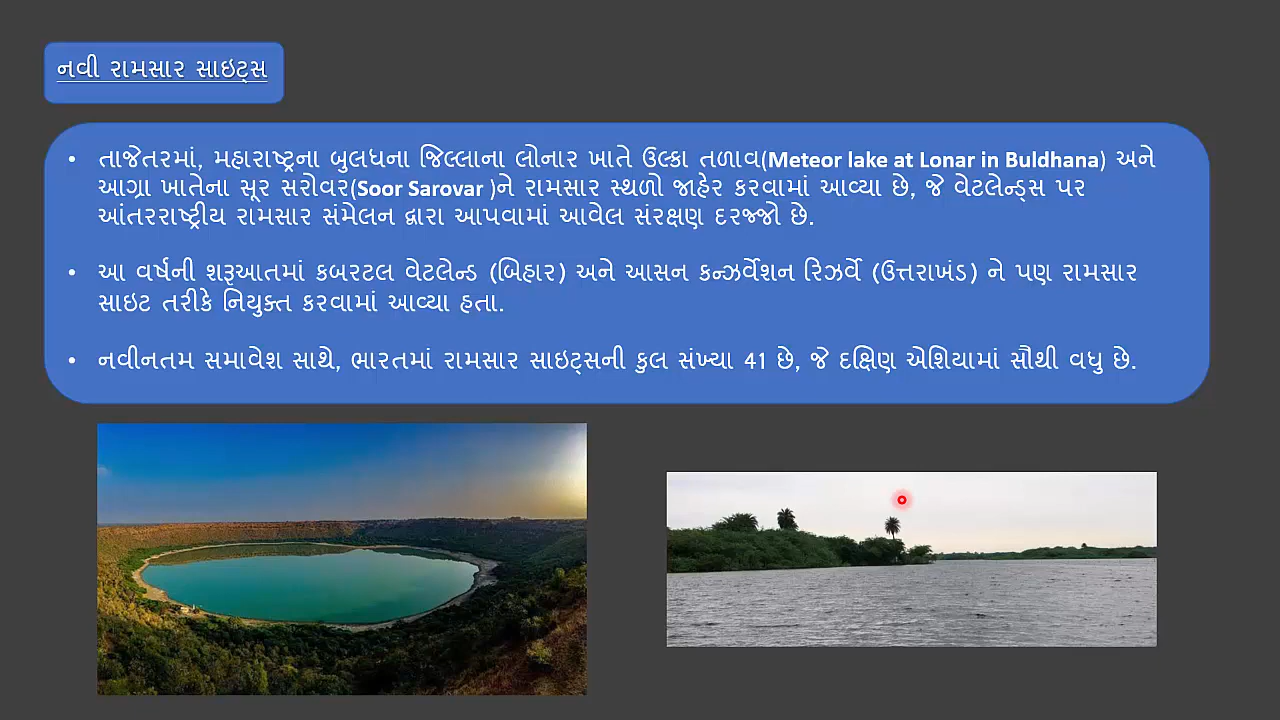 નવી રામસાર સાઇટ્સ
• તાજેતરમાં, મહારાષ્ટ્રના બુલધના જિલ્લાના લોનાર ખાતે ઉલ્કા તળાવ(Meteor lake at Lonar in Buldhana) અને
આગ્રા ખાતેના સૂર સરોવર(Soor Sarovar )ને રામસાર સ્થળો જાહેર કરવામાં આવ્યા છે, જે વેટલેન્ડ્સ પર
આંતરરાષ્ટ્રીય રામસાર સંમેલન દ્વારા આપવામાં આવેલ સંરક્ષણ દરજ્જો છે.
• આ વર્ષની શરૂઆતમાં કબરટલ વેટલેન્ડ (બિહાર) અને આસન કન્ઝર્વેશન રિઝર્વે (ઉત્તરાખંડ) ને પણ રામસાર
સાઇટ તરીકે નિયુક્ત કરવામાં આવ્યા હતા.
• નવીનતમ સમાવેશ સાથે, ભારતમાં રામસાર સાઇટ્સની કુલ સંખ્યા 41 છે, જે દક્ષિણ એશિયામાં સૌથી વધુ છે.